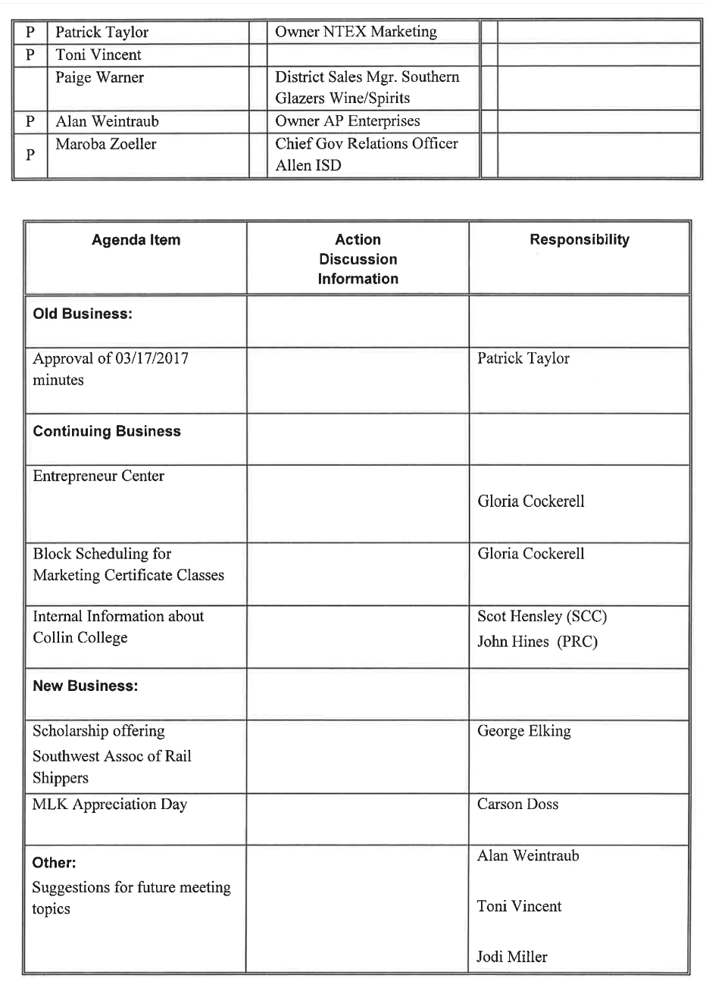 P Patrick Taylor Owner NTEX Marketing
P Toni Vincent
Paige Warner District Sales Mgr. Southern
Glazers Wine/Spirits
P Alan Weintraub Owner AP Enterprises
P Maroba Zoeller Chief Gov Relations Officer
Allen ISD
Agenda Item Action Responsibility
Discussion
Information
Old Business:
Approval of 03/17/2017 Patrick Taylor
minutes
Continuing Business
Entrepreneur Center
Gloria Cockerell
Block Scheduling for Gloria Cockerell
Marketing Certificate Classes
Internal Information about Scot Hensley (SCC)
Collin College John Hines (PRC)
New Business:
Scholarship offering George Elking
Southwest Assoc of Rail
Shippers
MLK Appreciation Day Carson Doss
Other: Alan Weintraub
Suggestions for future meeting
topics Toni Vincent
Jodi Miller